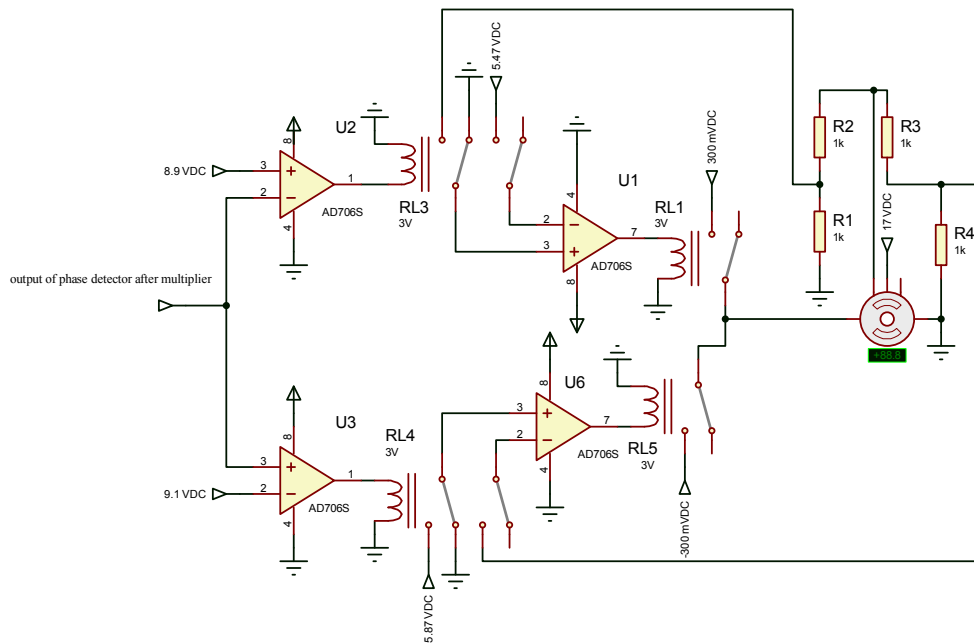 5.47 VDC
U2
8
8.9 VDC
3
2
1
4
AD706S
RL3
3V
U1
4
2
3
7
8
AD706S
RL1
3V
300 mVDC
R2
1k
R3
1k
R1
1k
17 VDC
R4
1k
output of phase detector after multiplier
+88.8
U3
8
3
9.1 VDC
2
1
4
AD706S
RL4
3V
U6
8
3
2
7
4
AD706S
RL5
3V
5.87 VDC
-300 mVDC